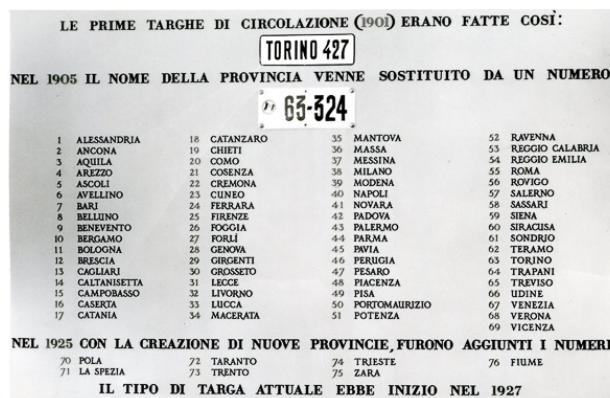 LE PRIME TARGHE DI CIRCOLAZIONE (1901) ERANO FATTE COSÌ:
TORINO 427
NEL 1905 IL NOME DELLA PROVINCIA VENNE SOSTITUITO DA UN NUMERO
63-324
1 ALESSANDRIA
2 ANCONA
3 AQUILA
4 AREZZO
5 ASCOLI
6 AVELLINO
7 BARI
8 BELLUNO
9 BENEVENTO
10 BERGAMO
11 BOLOGNA
12 BRESCIA
13 CAGLIARI
14 CALTANISETTA
15 CAMPOBASSO
16 CASERTA
17 CATANIA
18 CATANZARO
19 CHIETI
20 COMO
21 COSENZA
22 CREMONA
23 CUNEO
24 FERRARA
25 FIRENZE
26 FOGGIA
27 FORLÌ
28 GENOVA
29 GIRGENTI
30 GROSSETO
31 LECCE
32 LIVORNO
33 LUCCA
34 MACERATA
35 MANTOVA
36 MASSA
37 MESSINA
38 MILANO
39 MODENA
40 NAPOLI
41 NOVARA
42 PADOVA
43 PALERMO
44 PARMA
45 PAVIA
46 PERUGIA
47 PESARO
48 PIACENZA
49 PISA
50 PORTOMAURIZIO
51 POTENZA
52 RAVENNA
53 REGGIO CALABRIA
54 REGGIO EMILIA
55 ROMA
56 ROVIGO
57 SALERNO
58 SASSARI
59 SIENA
60 SIRACUSA
61 SONDRIO
62 TERAMO
63 TORINO
64 TRAPANI
65 TREVISO
66 UDINE
67 VENEZIA
68 VERONA
69 VICENZA
NEL 1925 CON LA CREAZIONE DI NUOVE PROVINCIE, FURONO AGGIUNTI I NUMERI
70 POLA
71 LA SPEZIA
72 TARANTO
73 TRENTO
74 TRIESTE
75 ZARA
76 FIUME
IL TIPO DI TARGA ATTUALE EBBE INIZIO NEL 1927